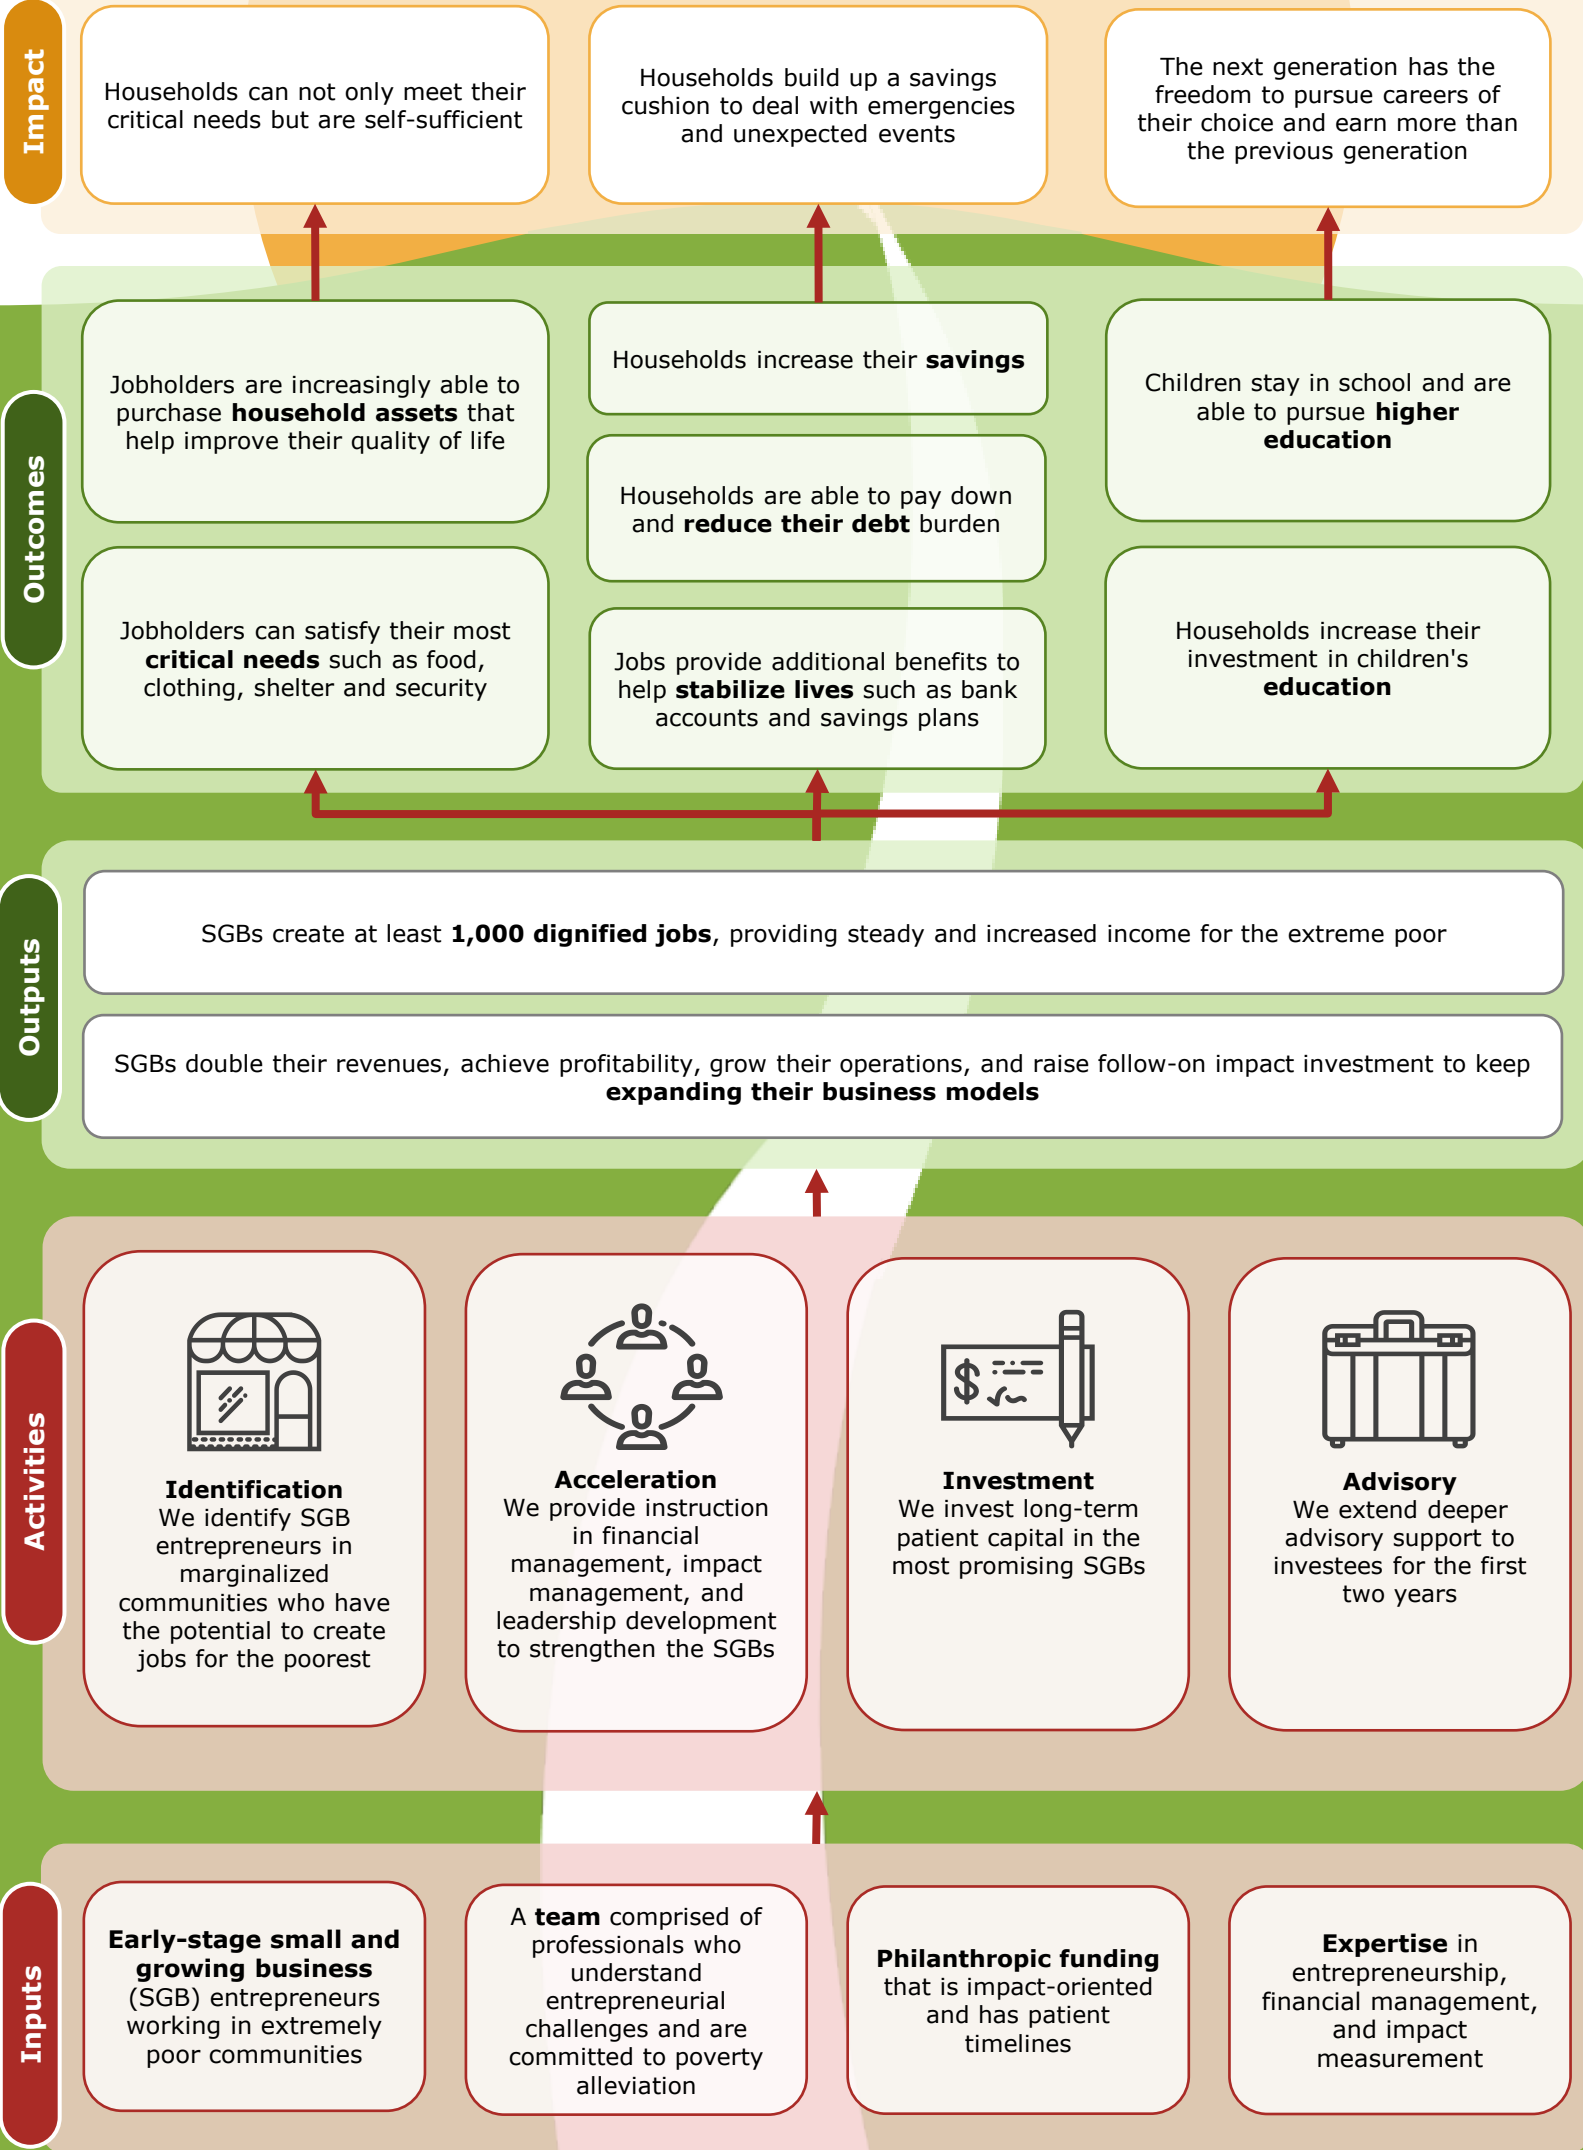 Impact
Households can not only meet their
critical needs but are self-sufficient
Households build up a savings
cushion to deal with emergencies
and unexpected events
The next generation has the
freedom to pursue careers of
their choice and earn more than
the previous generation
Outcomes
Jobholders are increasingly able to
purchase household assets that
help improve their quality of life
Jobholders can satisfy their most
critical needs such as food,
clothing, shelter and security
Households increase their savings
Households are able to pay down
and reduce their debt burden
Jobs provide additional benefits to
help stabilize lives such as bank
accounts and savings plans
Children stay in school and are
able to pursue higher
education
Households increase their
investment in children's
education
Outputs
SGBs create at least 1,000 dignified jobs, providing steady and increased income for the extreme poor
SGBs double their revenues, achieve profitability, grow their operations, and raise follow-on impact investment to keep
expanding their business models
Activities
Identification
We identify SGB
entrepreneurs in
marginalized
communities who have
the potential to create
jobs for the poorest
Acceleration
We provide instruction
in financial
management, impact
management, and
leadership development
to strengthen the SGBs
$
Investment
We invest long-term
patient capital in the
most promising SGBs
Advisory
We extend deeper
advisory support to
investees for the first
two years
Inputs
Early-stage small and
growing business
(SGB) entrepreneurs
working in extremely
poor communities
A team comprised of
professionals who
understand
entrepreneurial
challenges and are
committed to poverty
alleviation
Philanthropic funding
that is impact-oriented
and has patient
timelines
Expertise in
entrepreneurship,
financial management,
and impact
measurement